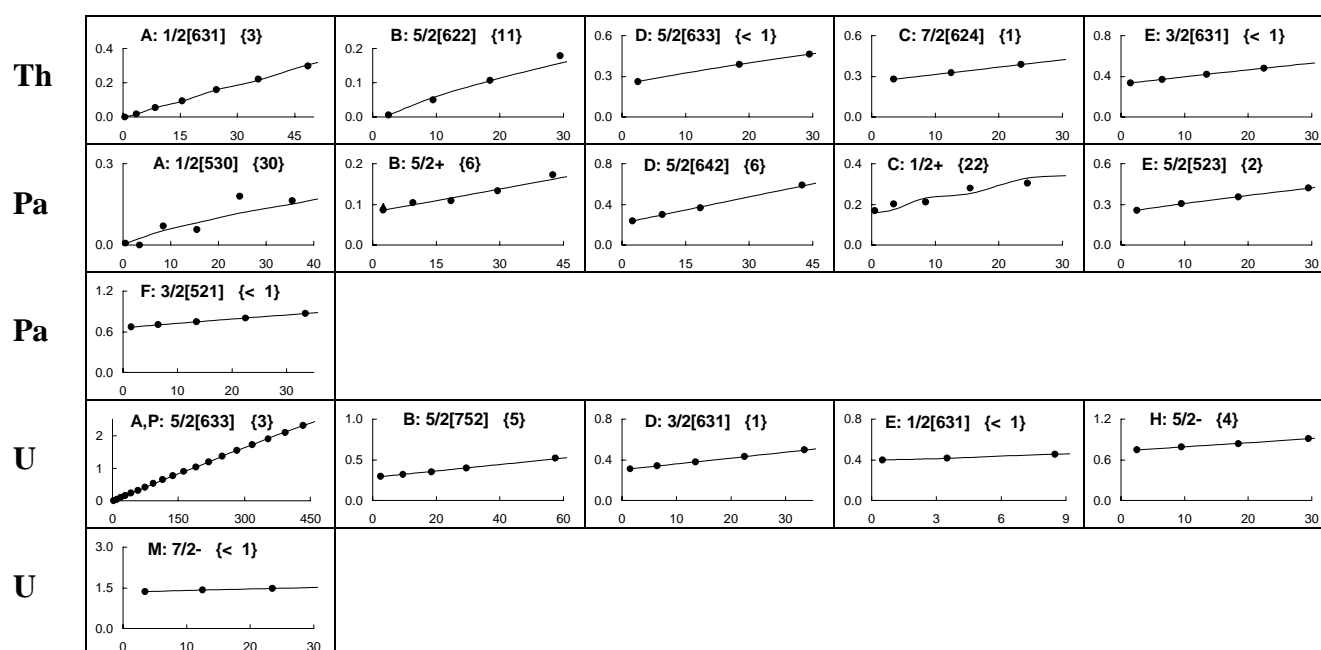 Th
A: 1/2[631] {3}
0.4
0.2
0.0
0 15 30 45
B: 5/2[622] {11}
0.2
0.1
0.0
0 10 20 30
D: 5/2[633] {< 1}
0.6
0.3
0.0
0 10 20 30
C: 7/2[624] {1}
0.6
0.3
0.0
0 10 20 30
E: 3/2[631] {< 1}
0.8
0.4
0.0
0 10 20 30
Pa
A: 1/2[530] {30}
0.3
0.0
0 10 20 30 40
B: 5/2+ {6}
0.2
0.1
0.0
0 15 30 45
D: 5/2[642] {6}
0.8
0.4
0.0
0 15 30 45
C: 1/2+ {22}
0.4
0.2
0.0
0 10 20 30
E: 5/2[523] {2}
0.6
0.3
0.0
0 10 20 30
Pa
F: 3/2[521] {< 1}
1.2
0.6
0.0
0 10 20 30
U
A,P: 5/2[633] {3}
2
1
0
0 150 300 450
B: 5/2[752] {5}
1.0
0.5
0.0
0 20 40 60
D: 3/2[631] {1}
0.8
0.4
0.0
0 10 20 30
E: 1/2[631] {< 1}
0.8
0.4
0.0
0 3 6 9
H: 5/2- {4}
1.2
0.6
0.0
0 10 20 30
U
M: 7/2- {< 1}
3.0
1.5
0.0
0 10 20 30